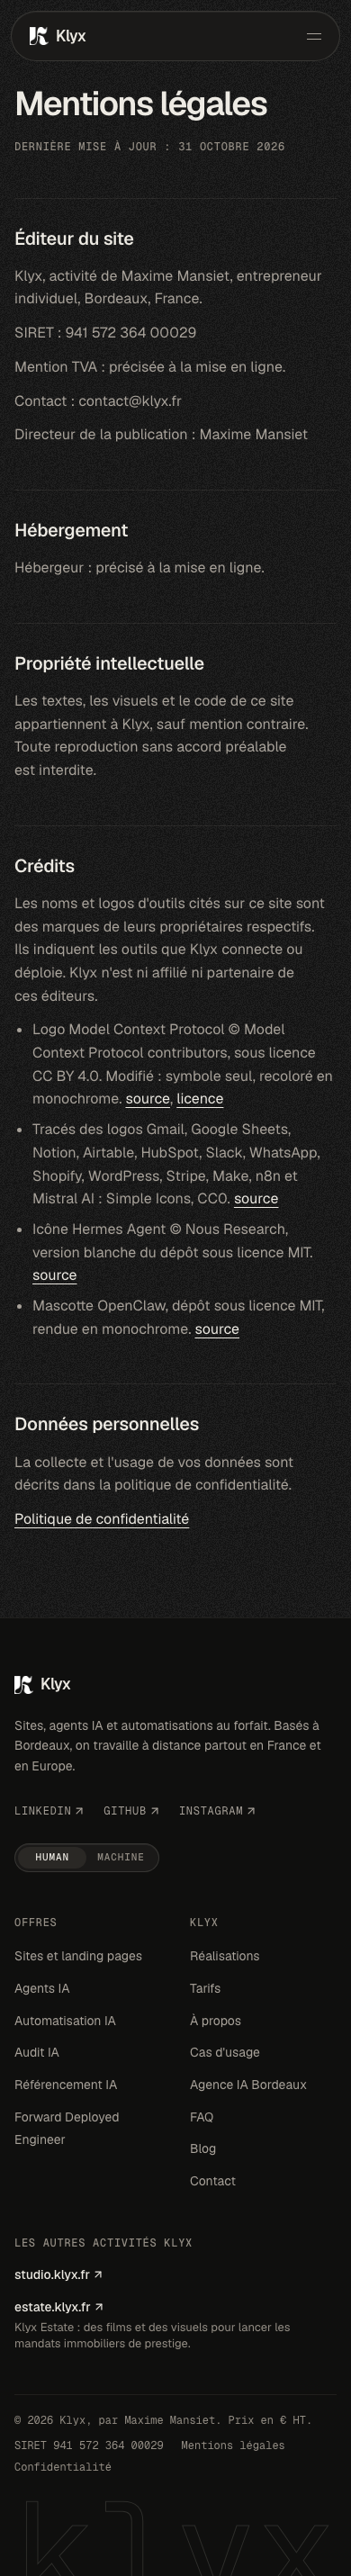 Klyx
Mentions légales
DERNIÈRE MISE À JOUR : 31 OCTOBRE 2026
Éditeur du site
Klyx, activité de Maxime Mansiet, entrepreneur
individuel, Bordeaux, France.
SIRET : 941 572 364 00029
Mention TVA : précisée à la mise en ligne.
Contact : contact@klyx.fr
Directeur de la publication : Maxime Mansiet
Hébergement
Hébergeur : précisé à la mise en ligne.
Propriété intellectuelle
Les textes, les visuels et le code de ce site
appartiennent à Klyx, sauf mention contraire.
Toute reproduction sans accord préalable
est interdite.
Crédits
Les noms et logos d'outils cités sur ce site sont
des marques de leurs propriétaires respectifs.
Ils indiquent les outils que Klyx connecte ou
déploie. Klyx n'est ni affilié ni partenaire de
ces éditeurs.
• Logo Model Context Protocol © Model
Context Protocol contributors, sous licence
CC BY 4.0. Modifié : symbole seul, recoloré en
monochrome. source, licence
• Tracés des logos Gmail, Google Sheets,
Notion, Airtable, HubSpot, Slack, WhatsApp,
Shopify, WordPress, Stripe, Make, n8n et
Mistral AI : Simple Icons, CC0. source
• Icône Hermes Agent © Nous Research,
version blanche du dépôt sous licence MIT.
source
• Mascotte OpenClaw, dépôt sous licence MIT,
rendue en monochrome. source
Données personnelles
La collecte et l'usage de vos données sont
décrits dans la politique de confidentialité.
Politique de confidentialité
Klyx
Sites, agents IA et automatisations au forfait. Basés à
Bordeaux, on travaille à distance partout en France et
en Europe.
LINKEDIN ↗ GITHUB ↗ INSTAGRAM ↗
HUMAN MACHINE
OFFRES
Sites et landing pages
Agents IA
Automatisation IA
Audit IA
Référencement IA
Forward Deployed
Engineer
KLYX
Réalisations
Tarifs
À propos
Cas d'usage
Agence IA Bordeaux
FAQ
Blog
Contact
LES AUTRES ACTIVITÉS KLYX
studio.klyx.fr ↗
estate.klyx.fr ↗
Klyx Estate : des films et des visuels pour lancer les
mandats immobiliers de prestige.
© 2026 Klyx, par Maxime Mansiet. Prix en € HT.
SIRET 941 572 364 00029 Mentions légales
Confidentialité
klyx